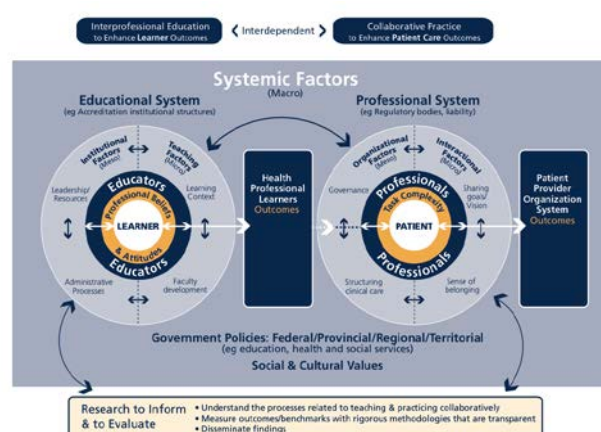 Interprofessional Education
to Enhance Learner Outcomes
Interdependent
Collaborative Practice
to Enhance Patient Care Outcomes
Systemic Factors
(Macro)
Educational System
(eg Accreditation institutional structures)
Professional System
(eg Regulatory bodies, liability)
Institutional
Factors
(Meso)
Teaching
Factors
(Micro)
Leadership/
Resources
Learning
Context
Educators
Professional Beliefs
LEARNER
& Attitudes
Educators
Administrative
Processes
Faculty
development
Health
Professional
Learners
Outcomes
Organizational
Factors
(Meso)
Interactional
Factors
(Micro)
Governance
Sharing
goals/
Vision
Professionals
Task Complexity
PATIENT
Professionals
Structuring
clinical care
Sense of
belonging
Patient
Provider
Organization
System
Outcomes
Government Policies: Federal/Provincial/Regional/Territorial
(eg education, health and social services)
Social & Cultural Values
Research to Inform
& to Evaluate
• Understand the processes related to teaching & practicing collaboratively
• Measure outcomes/benchmarks with rigorous methodologies that are transparent
• Disseminate findings